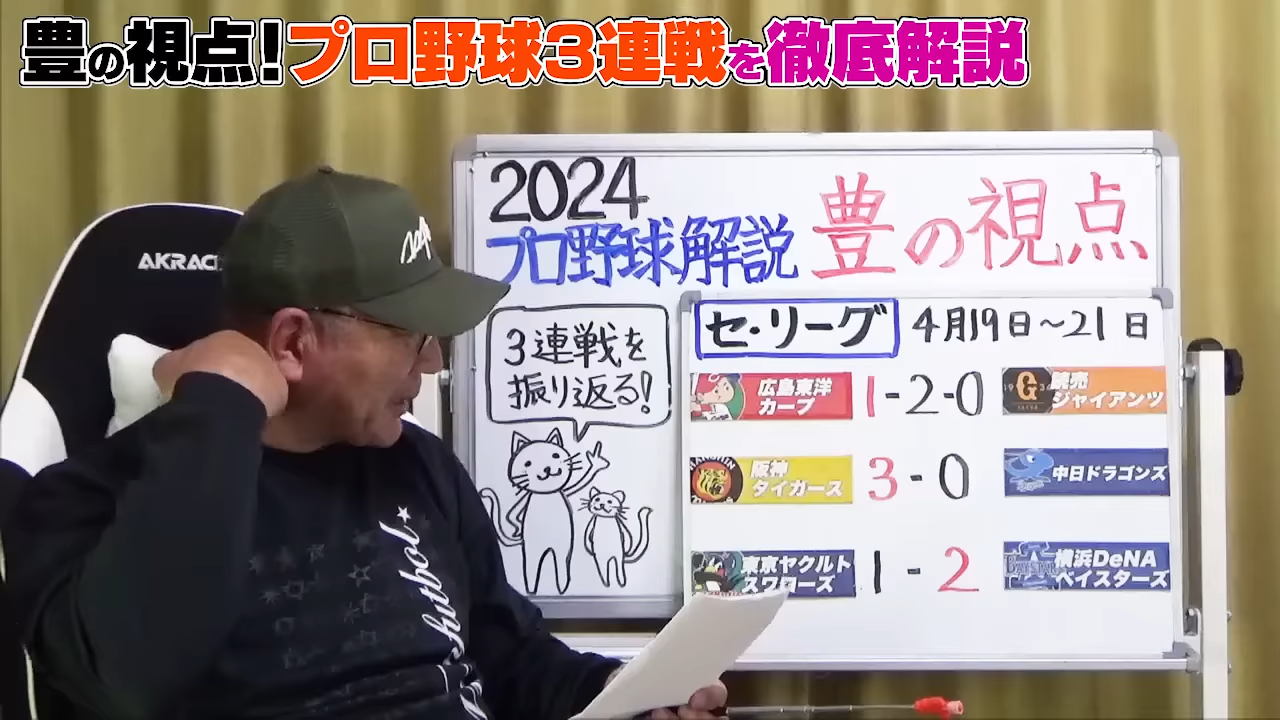 豊の視点!プロ野球3連戦を徹底解説
2024
プロ野球解説 豊の視点
3連戦を
振り返る!
セ・リーグ 4月19日~21日
広島東洋
カープ
1-2-0
読売
ジャイアンツ
阪神
タイガース
3-0
中日ドラゴンズ
東京ヤクルト
スワローズ
1-2
横浜DeNA
ベイスターズ